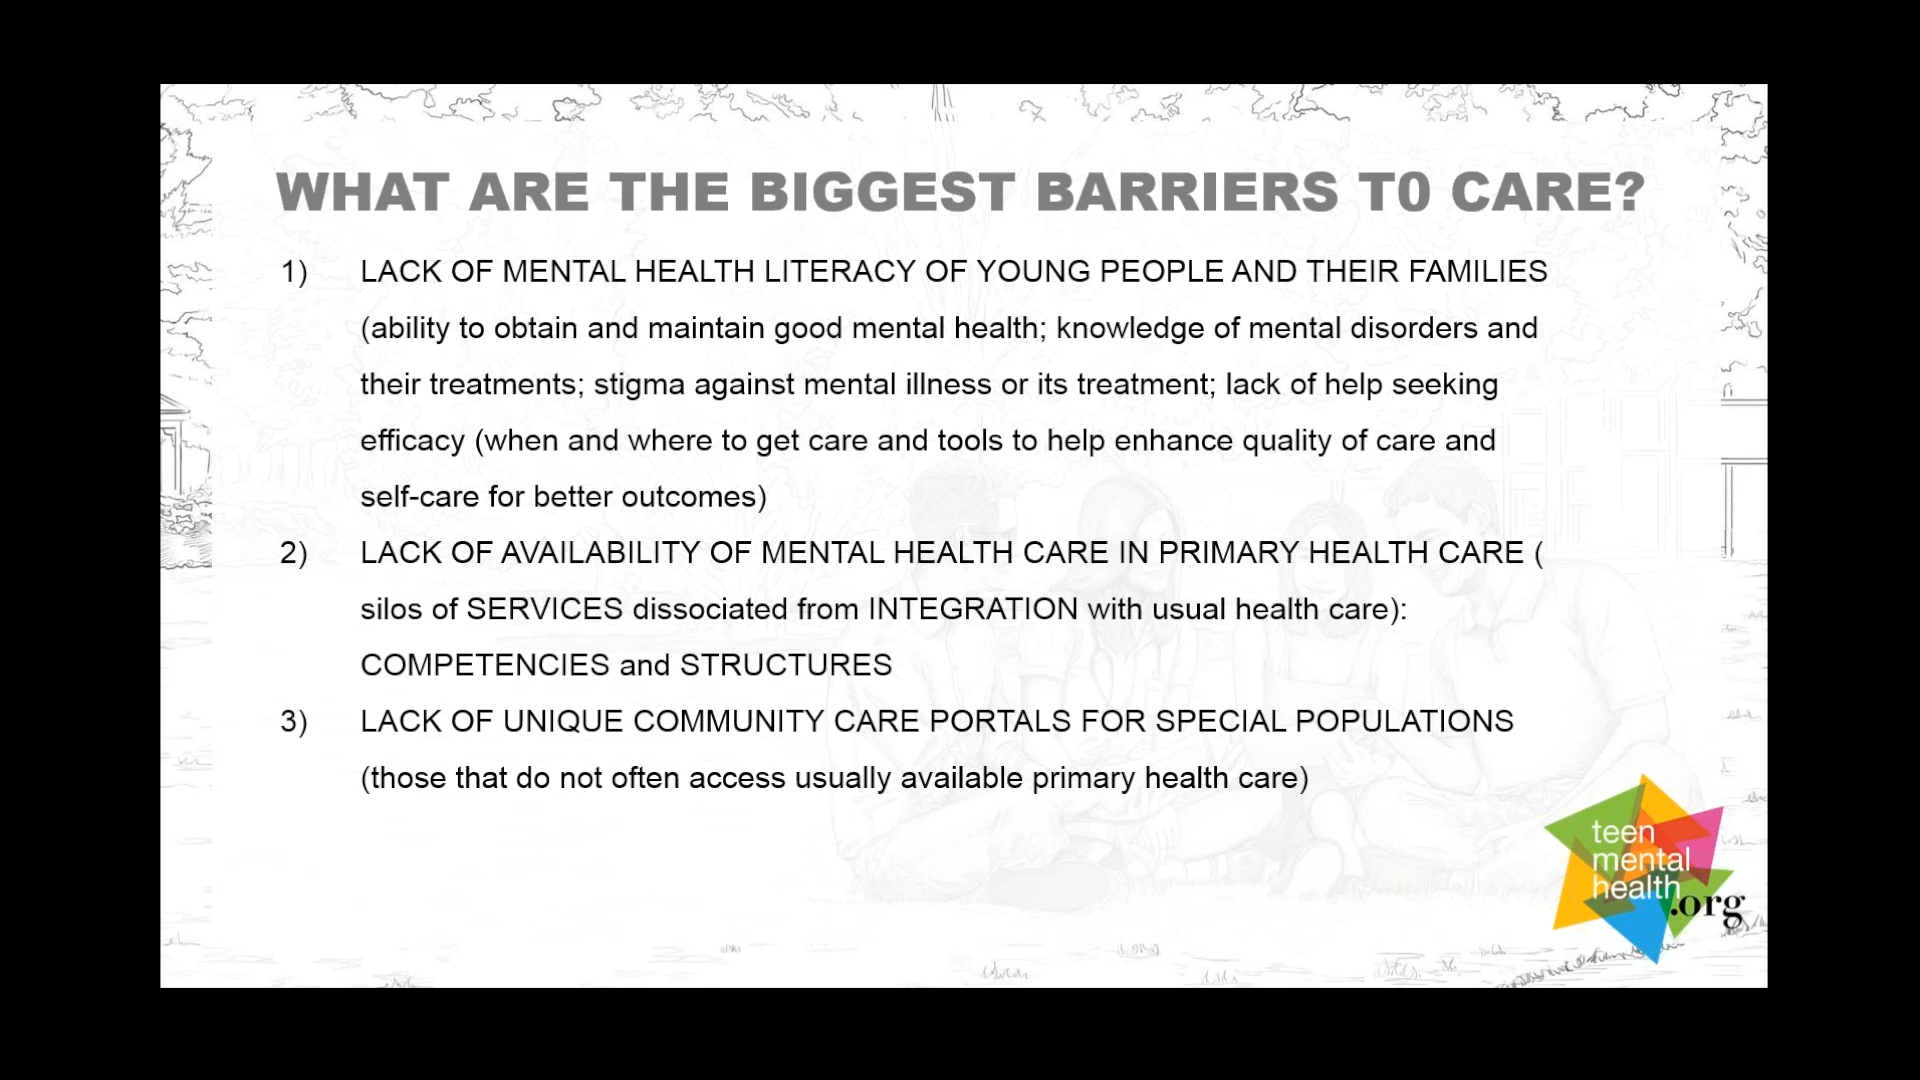 WHAT ARE THE BIGGEST BARRIERS T0 CARE?
1) LACK OF MENTAL HEALTH LITERACY OF YOUNG PEOPLE AND THEIR FAMILIES
(ability to obtain and maintain good mental health; knowledge of mental disorders and
their treatments; stigma against mental illness or its treatment; lack of help seeking
efficacy (when and where to get care and tools to help enhance quality of care and
self-care for better outcomes)
2) LACK OF AVAILABILITY OF MENTAL HEALTH CARE IN PRIMARY HEALTH CARE (
silos of SERVICES dissociated from INTEGRATION with usual health care):
COMPETENCIES and STRUCTURES
3) LACK OF UNIQUE COMMUNITY CARE PORTALS FOR SPECIAL POPULATIONS
(those that do not often access usually available primary health care)
teen
mental
health
.org